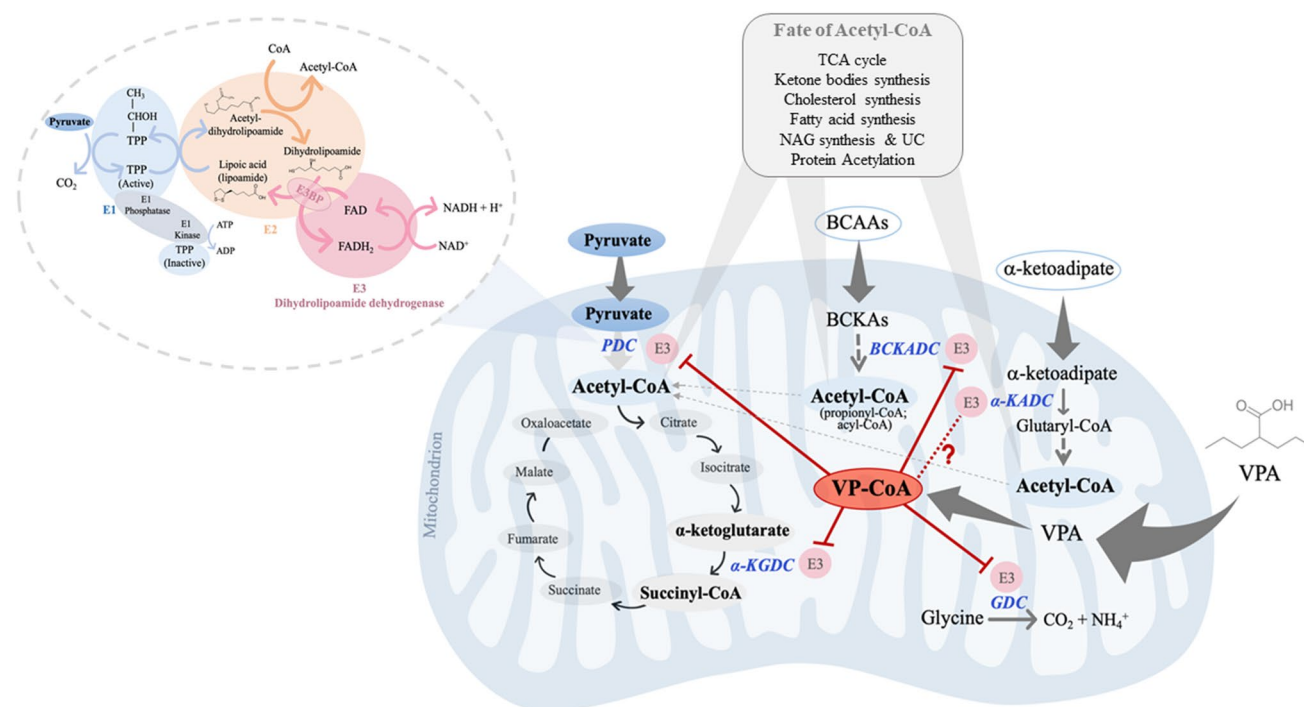 Fate of Acetyl-CoA
TCA cycle
Ketone bodies synthesis
Cholesterol synthesis
Fatty acid synthesis
NAG synthesis & UC
Protein Acetylation
CoA
Acetyl-CoA
CH₃
CHOH
TPP
Pyruvate
CO₂
TPP
(Active)
E1
E1
Phosphatase
E1
Kinase
ATP
ADP
TPP
(Inactive)
Acetyl-
dihydrolipoamide
Dihydrolipoamide
Lipoic acid
(lipoamide)
E2
E3BP
FAD
FADH₂
NADH + H⁺
NAD⁺
E3
Dihydrolipoamide dehydrogenase
Pyruvate
Pyruvate
PDC
E3
Acetyl-CoA
BCAAs
BCKAs
BCKADC
E3
Acetyl-CoA
(propionyl-CoA;
acyl-CoA)
α-ketoadipate
α-ketoadipate
E3
α-KADC
Glutaryl-CoA
Acetyl-CoA
OH
O
VPA
VPA
VP-CoA
?
Oxaloacetate
Citrate
Malate
Isocitrate
Fumarate
α-ketoglutarate
α-KGDC
E3
Succinate
Succinyl-CoA
E3
GDC
Glycine
CO₂ + NH₄⁺
Mitochondrion